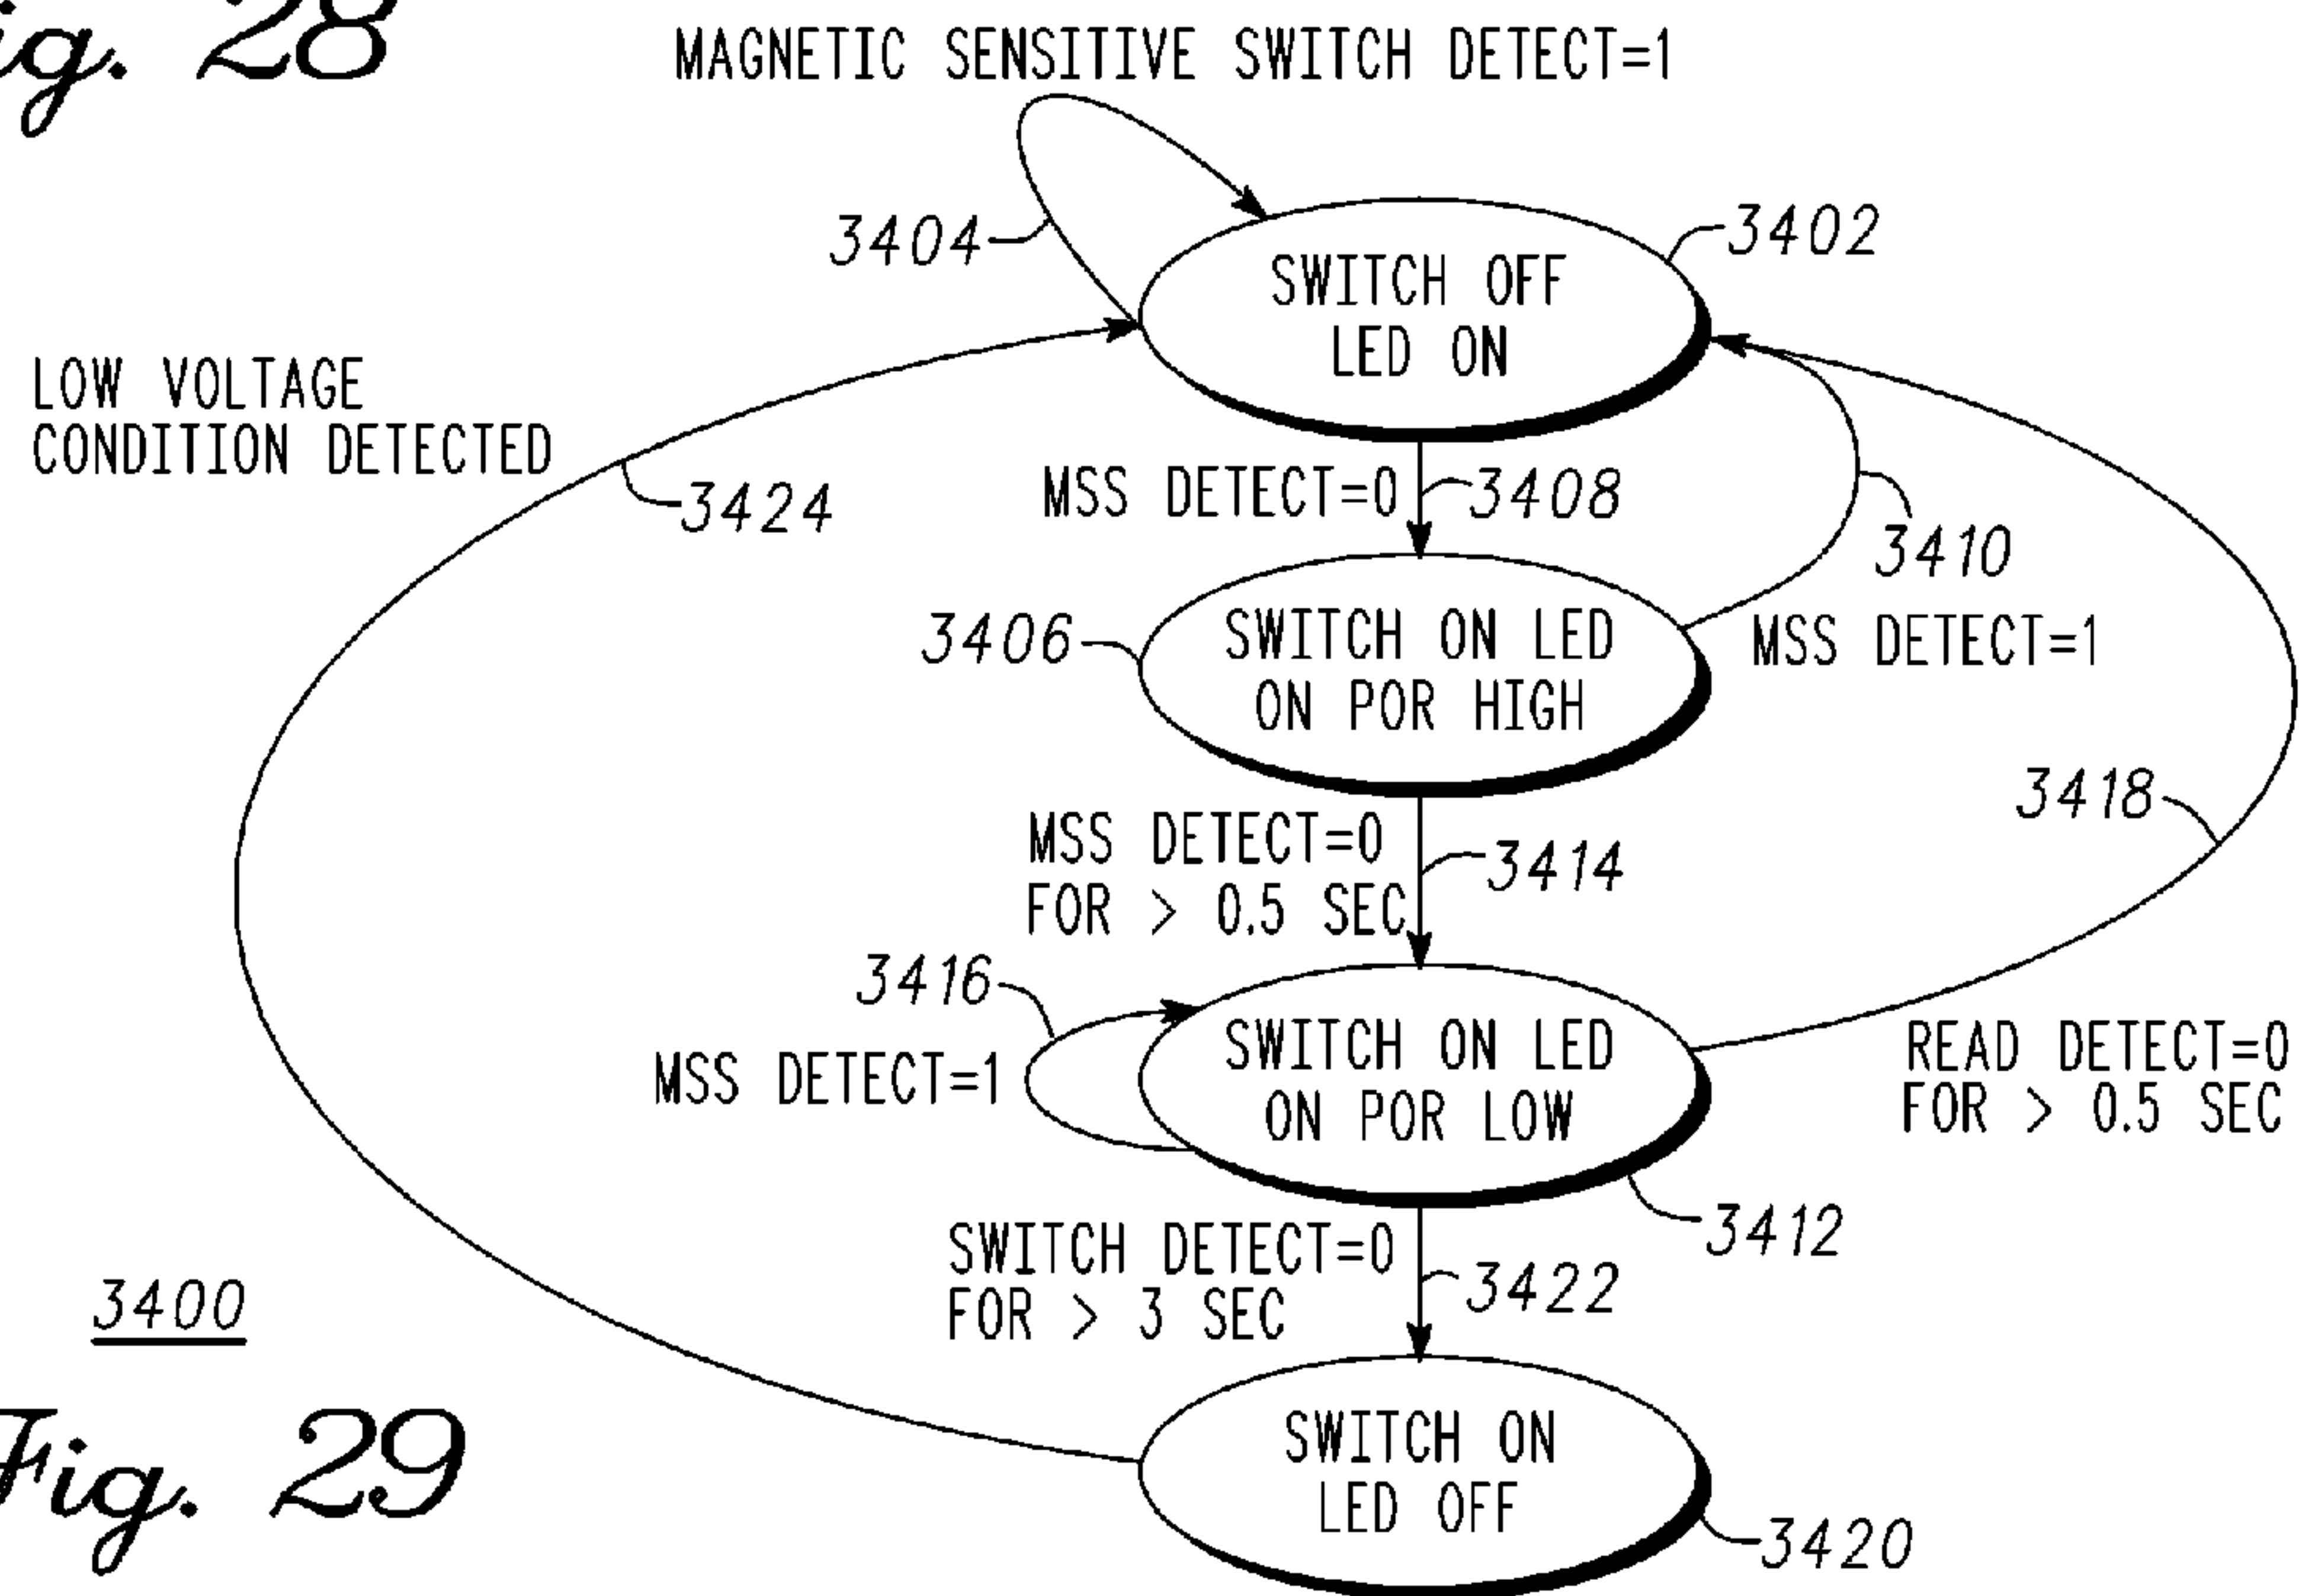 ig. 28
MAGNETIC SENSITIVE SWITCH DETECT=1
3404
3402
SWITCH OFF
LED ON
LOW VOLTAGE
CONDITION DETECTED
3424
MSS DETECT=0
3408
3410
MSS DETECT=1
3406
SWITCH ON LED
ON POR HIGH
3418
MSS DETECT=0
FOR > 0.5 SEC
3414
3416
MSS DETECT=1
SWITCH ON LED
ON POR LOW
READ DETECT=0
FOR > 0.5 SEC
3412
SWITCH DETECT=0
FOR > 3 SEC
3422
3400
SWITCH ON
LED OFF
3420
Fig. 29